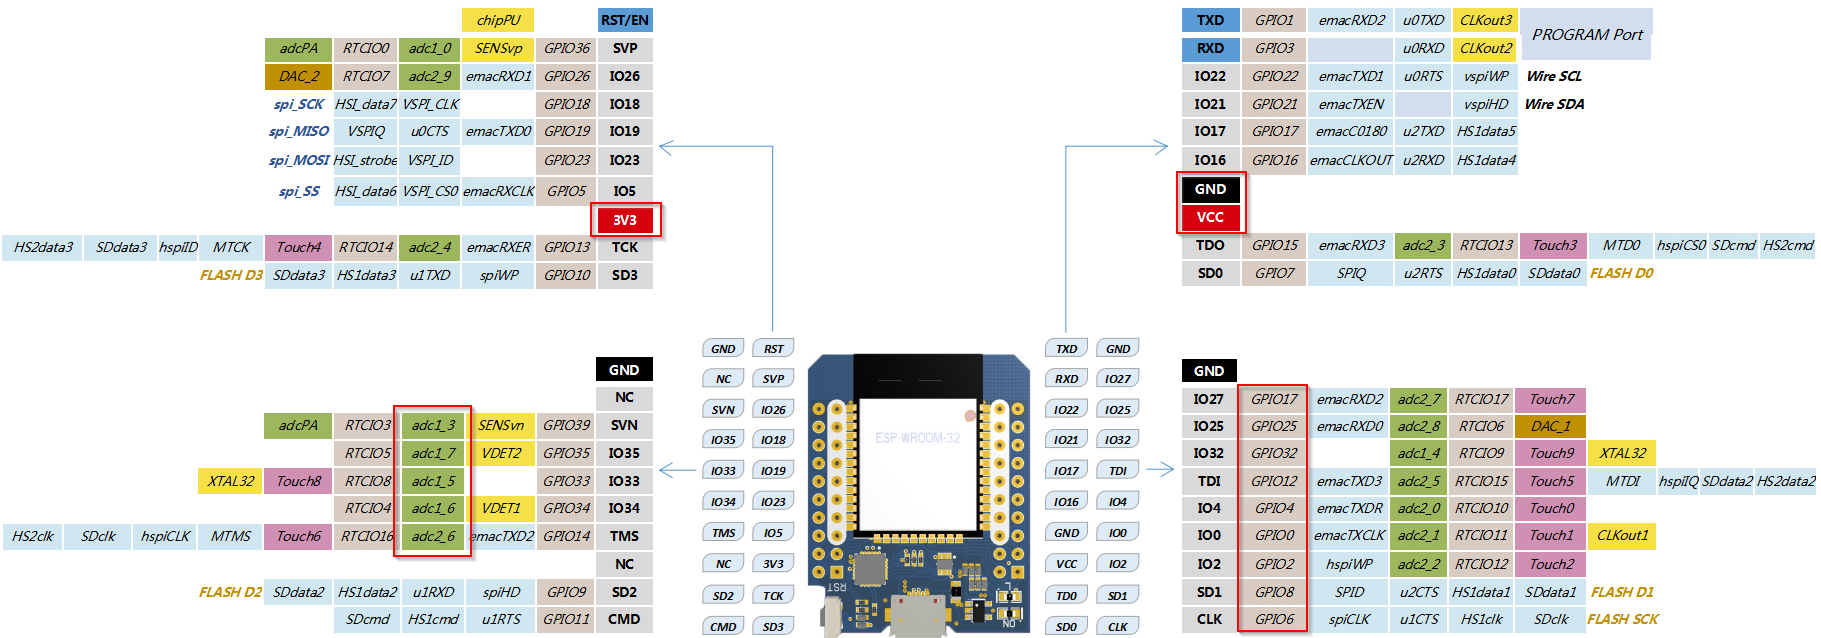 chipPU RST/EN
adcPA RTCIO0 adc1_0 SENSvp GPIO36 SVP
DAC_2 RTCIO7 adc2_9 emacRXD1 GPIO26 IO26
spi_SCK HSI_data7 VSPI_CLK GPIO18 IO18
spi_MISO VSPIQ u0CTS emacTXD0 GPIO19 IO19
spi_MOSI HSI_strobe VSPI_ID GPIO23 IO23
spi_SS HSI_data6 VSPI_CS0 emacRXCLK GPIO5 IO5
3V3
HS2data3 SDdata3 hspiID MTCK Touch4 RTCIO14 adc2_4 emacRXER GPIO13 TCK
FLASH D3 SDdata3 HS1data3 u1TXD spiWP GPIO10 SD3
TXD GPIO1 emacRXD2 u0TXD CLKout3 PROGRAM Port
RXD GPIO3 u0RXD CLKout2
IO22 GPIO22 emacTXD1 u0RTS vspiWP Wire SCL
IO21 GPIO21 emacTXEN vspiHD Wire SDA
IO17 GPIO17 emacC0180 u2TXD HS1data5
IO16 GPIO16 emacCLKOUT u2RXD HS1data4
GND
VCC
TDO GPIO15 emacRXD3 adc2_3 RTCIO13 Touch3 MTD0 hspiCS0 SDcmd HS2cmd
SD0 GPIO7 SPIQ u2RTS HS1data0 SDdata0 FLASH D0
GND
NC
adcPA RTCIO3 adc1_3 SENSvn GPIO39 SVN
RTCIO5 adc1_7 VDET2 GPIO35 IO35
XTAL32 Touch8 RTCIO8 adc1_5 GPIO33 IO33
RTCIO4 adc1_6 VDET1 GPIO34 IO34
HS2clk SDclk hspiCLK MTMS Touch6 RTCIO16 adc2_6 emacTXD2 GPIO14 TMS
NC
FLASH D2 SDdata2 HS1data2 u1RXD spiHD GPIO9 SD2
SDcmd HS1cmd u1RTS GPIO11 CMD
GND RST
NC SVP
SVN IO26
IO35 IO18
IO33 IO19
IO34 IO23
TMS IO5
NC 3V3
SD2 TCK
CMD SD3
ESP-WROOM-32
RST
ON
TXD GND
RXD IO27
IO22 IO25
IO21 IO32
IO17 TDI
IO16 IO4
GND IO0
VCC IO2
TD0 SD1
SD0 CLK
GND
IO27 GPIO17 emacRXD2 adc2_7 RTCIO17 Touch7
IO25 GPIO25 emacRXD0 adc2_8 RTCIO6 DAC_1
IO32 GPIO32 adc1_4 RTCIO9 Touch9 XTAL32
TDI GPIO12 emacTXD3 adc2_5 RTCIO15 Touch5 MTDI hspiIQ SDdata2 HS2data2
IO4 GPIO4 emacTXDR adc2_0 RTCIO10 Touch0
IO0 GPIO0 emacTXCLK adc2_1 RTCIO11 Touch1 CLKout1
IO2 GPIO2 hspiWP adc2_2 RTCIO12 Touch2
SD1 GPIO8 SPID u2CTS HS1data1 SDdata1 FLASH D1
CLK GPIO6 spiCLK u1CTS HS1clk SDclk FLASH SCK